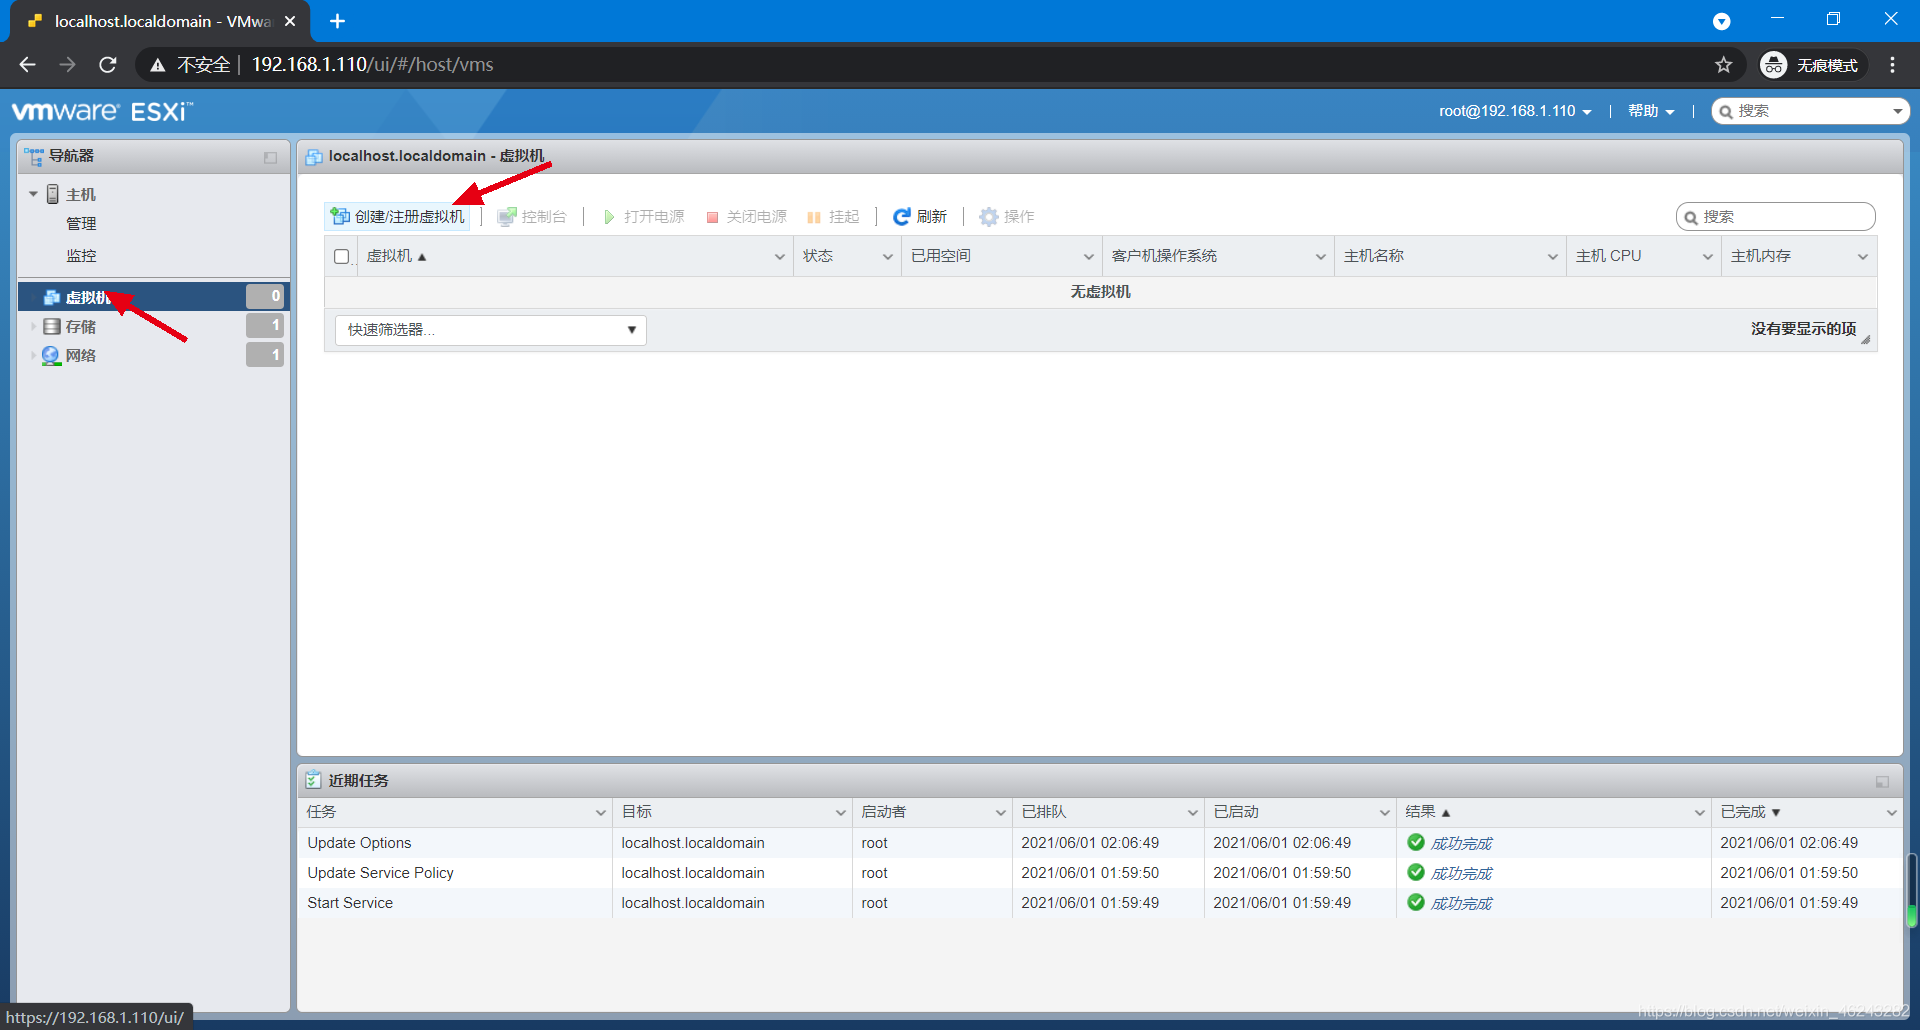 localhost.localdomain - VMwa
不安全 192.168.1.110/ui/#/host/vms
无痕模式
vmware ESXi™
root@192.168.1.110
帮助
搜索
导航器
主机
管理
监控
虚拟机 0
存储 1
网络 1
localhost.localdomain - 虚拟机
创建/注册虚拟机 控制台 打开电源 关闭电源 挂起 刷新 操作
搜索
虚拟机 状态 已用空间 客户机操作系统 主机名称 主机 CPU 主机内存
无虚拟机
快速筛选器...
没有要显示的项
近期任务
任务 目标 启动者 已排队 已启动 结果 已完成
Update Options localhost.localdomain root 2021/06/01 02:06:49 2021/06/01 02:06:49 成功完成 2021/06/01 02:06:49
Update Service Policy localhost.localdomain root 2021/06/01 01:59:50 2021/06/01 01:59:50 成功完成 2021/06/01 01:59:50
Start Service localhost.localdomain root 2021/06/01 01:59:49 2021/06/01 01:59:49 成功完成 2021/06/01 01:59:49
https://192.168.1.110/ui/
https://blog.csdn.net/weixin_46243282